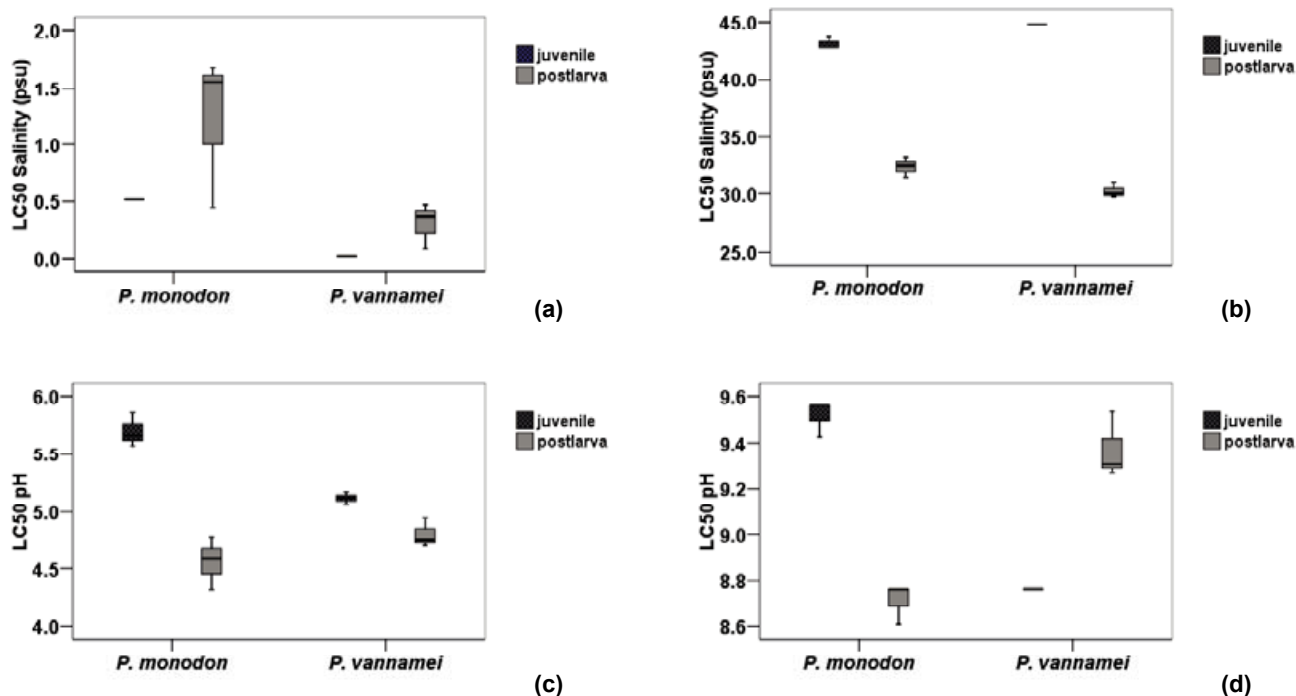 LC50 Salinity (psu)
2.0
1.5
1.0
0.5
0.0
P. monodon
P. vannamei
juvenile
postlarva
(a)
LC50 Salinity (psu)
45.0
40.0
35.0
30.0
25.0
P. monodon
P. vannamei
juvenile
postlarva
(b)
LC50 pH
6.0
5.5
5.0
4.5
4.0
P. monodon
P. vannamei
juvenile
postlarva
(c)
LC50 pH
9.6
9.4
9.2
9.0
8.8
8.6
P. monodon
P. vannamei
juvenile
postlarva
(d)